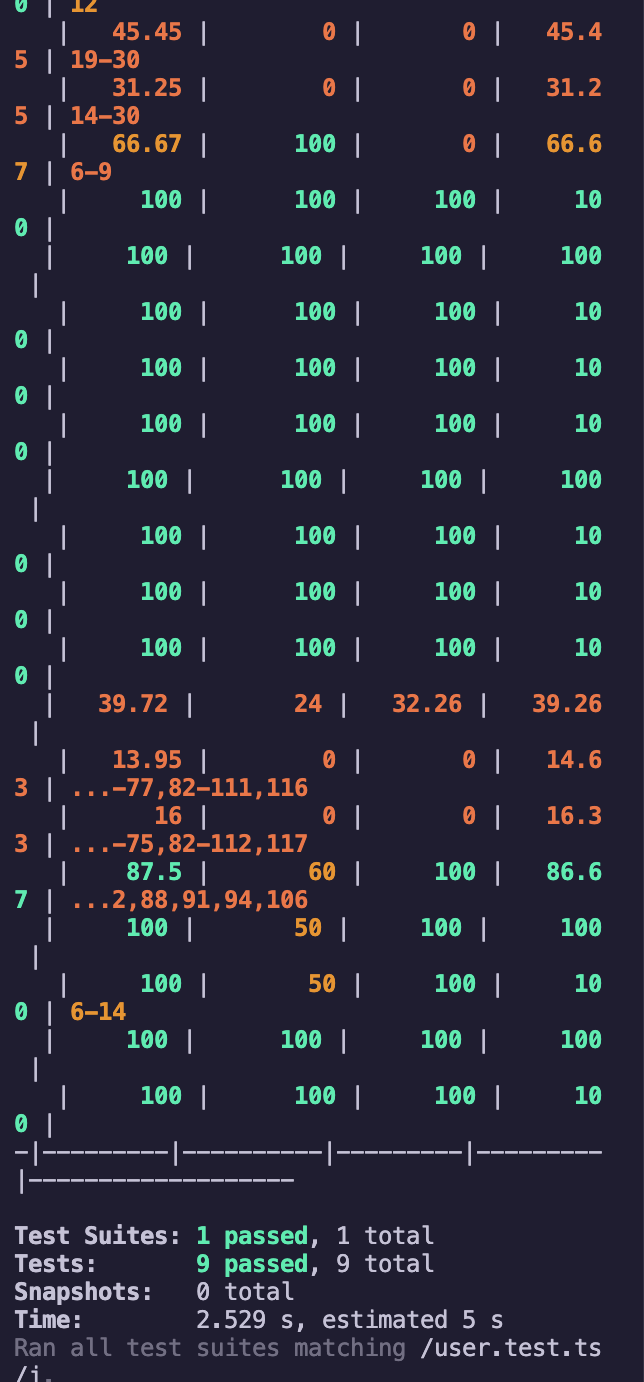 0 | 12
| 45.45 | 0 | 0 | 45.4
5 | 19-30
| 31.25 | 0 | 0 | 31.2
5 | 14-30
| 66.67 | 100 | 0 | 66.6
7 | 6-9
| 100 | 100 | 100 | 10
0 |
| 100 | 100 | 100 | 100
|
| 100 | 100 | 100 | 10
0 |
| 100 | 100 | 100 | 10
0 |
| 100 | 100 | 100 | 10
0 |
| 100 | 100 | 100 | 100
|
| 100 | 100 | 100 | 10
0 |
| 100 | 100 | 100 | 10
0 |
| 100 | 100 | 100 | 10
0 |
| 39.72 | 24 | 32.26 | 39.26
|
| 13.95 | 0 | 0 | 14.6
3 | ...-77,82-111,116
| 16 | 0 | 0 | 16.3
3 | ...-75,82-112,117
| 87.5 | 60 | 100 | 86.6
7 | ...2,88,91,94,106
| 100 | 50 | 100 | 100
|
| 100 | 50 | 100 | 10
0 | 6-14
| 100 | 100 | 100 | 100
|
| 100 | 100 | 100 | 10
0 |
-|---------|----------|---------|---------
|-------------------
Test Suites: 1 passed, 1 total
Tests: 9 passed, 9 total
Snapshots: 0 total
Time: 2.529 s, estimated 5 s
Ran all test suites matching /user.test.ts
/i.